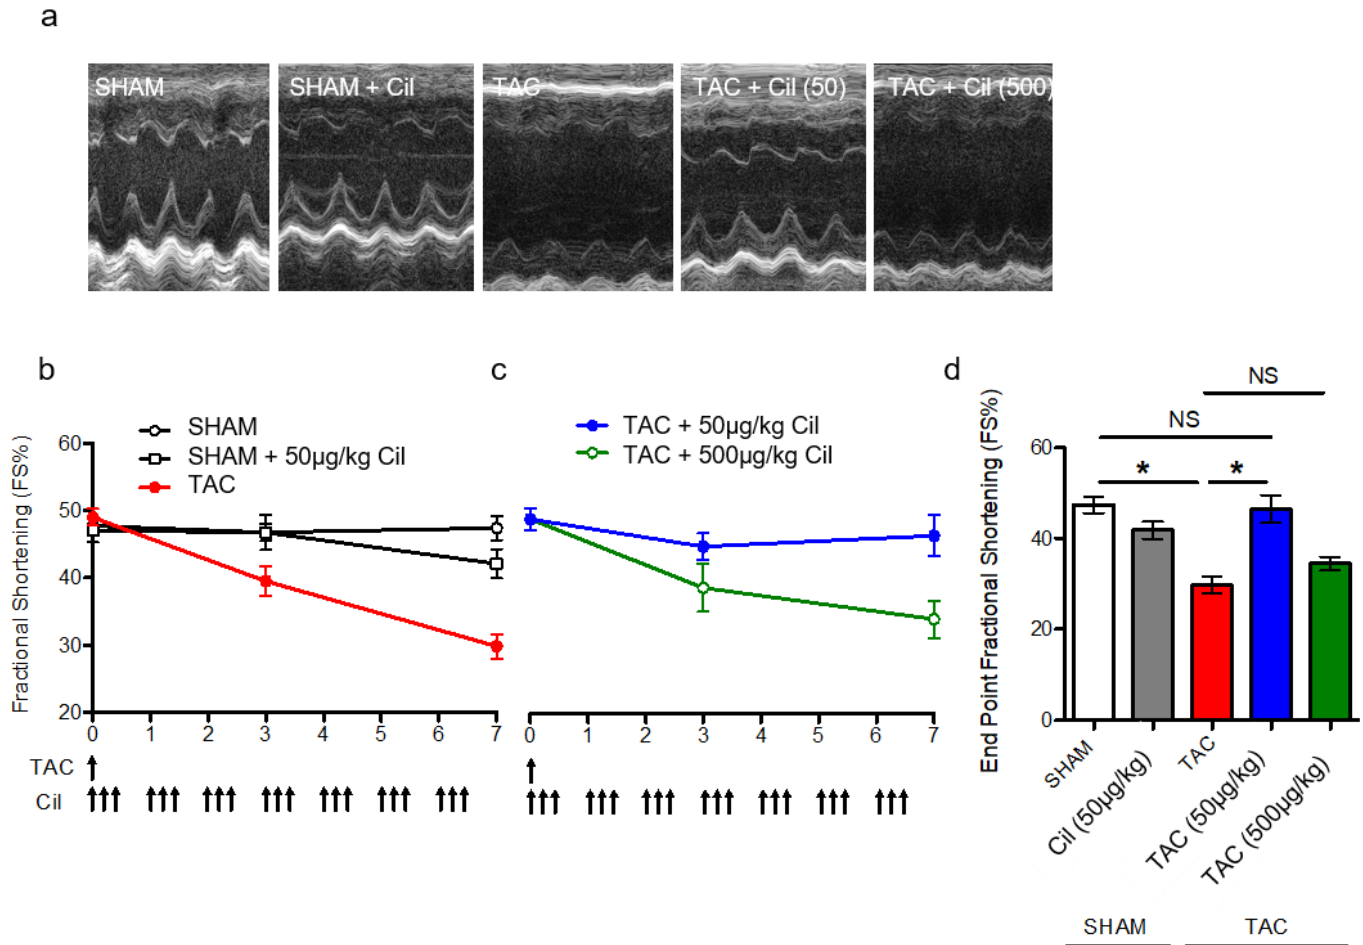 a
SHAM
SHAM + Cil
TAC
TAC + Cil (50)
TAC + Cil (500)
b
Fractional Shortening (FS%)
SHAM
SHAM + 50µg/kg Cil
TAC
60
50
40
30
20
0 1 2 3 4 5 6 7
TAC
Cil
c
TAC + 50µg/kg Cil
TAC + 500µg/kg Cil
0 1 2 3 4 5 6 7
d
End Point Fractional Shortening (FS%)
NS
NS
* *
60
40
20
0
SHAM
Cil (50µg/kg)
TAC
TAC (50µg/kg)
TAC (500µg/kg)
SHAM TAC